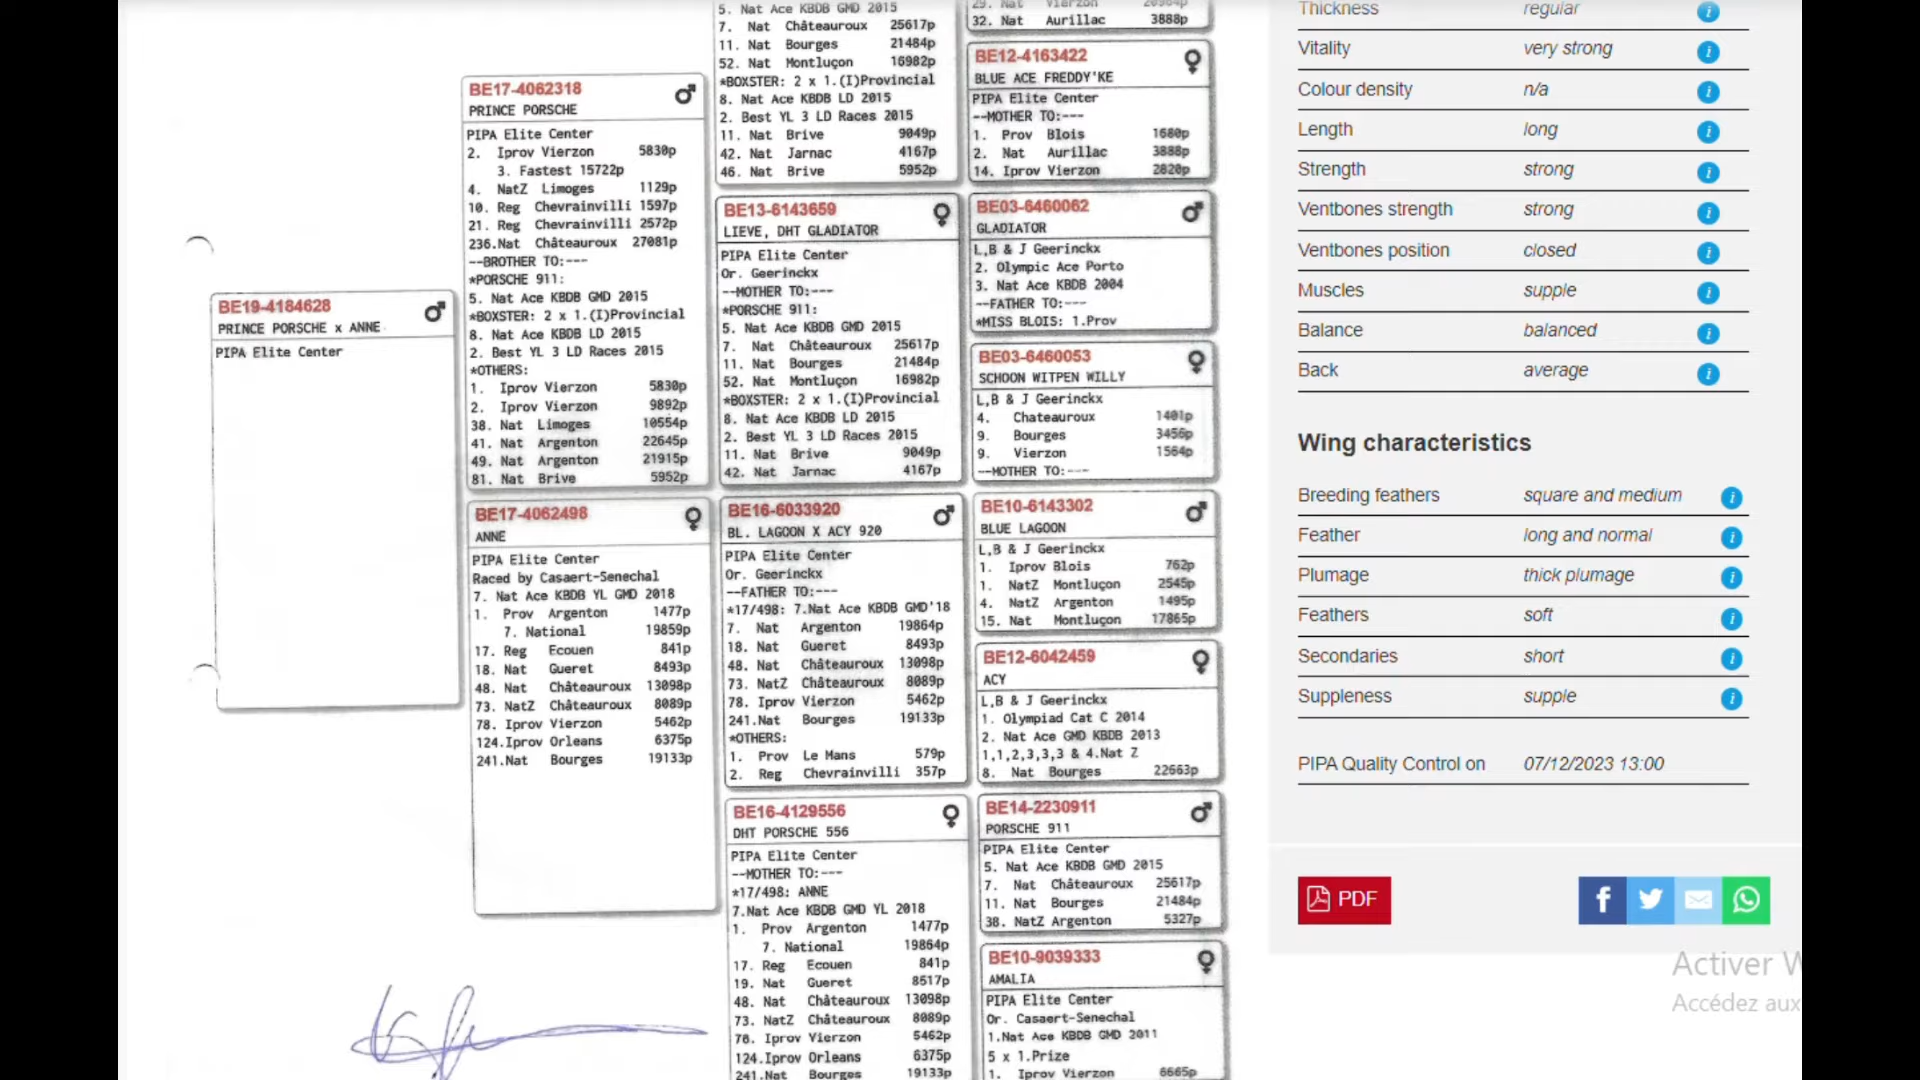 BE19-4184628
PRINCE PORSCHE x ANNE
PIPA Elite Center
BE17-4062318
PRINCE PORSCHE
PIPA Elite Center
2. Iprov Vierzon 5830p
3. Fastest 15722p
4. NatZ Limoges 1129p
10. Reg Chevrainvilli 1597p
21. Reg Chevrainvilli 2572p
236.Nat Châteauroux 27081p
--BROTHER TO:---
*PORSCHE 911:
5. Nat Ace KBDB GMD 2015
*BOXSTER: 2 x 1.(I)Provincial
8. Nat Ace KBDB LD 2015
2. Best YL 3 LD Races 2015
*OTHERS:
1. Iprov Vierzon 5830p
2. Iprov Vierzon 9892p
38. Nat Limoges 10554p
41. Nat Argenton 22645p
49. Nat Argenton 21915p
81. Nat Brive 5952p
BE17-4062498
ANNE
PIPA Elite Center
Raced by Casaert-Senechal
7. Nat Ace KBDB YL GMD 2018
1. Prov Argenton 1477p
7. National 19859p
17. Reg Ecouen 841p
18. Nat Gueret 8493p
48. Nat Châteauroux 13098p
73. NatZ Châteauroux 8089p
78. Iprov Vierzon 5462p
124.Iprov Orleans 6375p
241.Nat Bourges 19133p
5. Nat Ace KBDB GMD 2015
7. Nat Châteauroux 25617p
11. Nat Bourges 21484p
52. Nat Montluçon 16982p
*BOXSTER: 2 x 1.(I)Provincial
8. Nat Ace KBDB LD 2015
2. Best YL 3 LD Races 2015
11. Nat Brive 9049p
42. Nat Jarnac 4167p
46. Nat Brive 5952p
BE13-6143659
LIEVE, DHT GLADIATOR
PIPA Elite Center
Or. Geerinckx
--MOTHER TO:---
*PORSCHE 911:
5. Nat Ace KBDB GMD 2015
7. Nat Châteauroux 25617p
11. Nat Bourges 21484p
52. Nat Montluçon 16982p
*BOXSTER: 2 x 1.(I)Provincial
8. Nat Ace KBDB LD 2015
2. Best YL 3 LD Races 2015
11. Nat Brive 9049p
42. Nat Jarnac 4167p
BE16-6033920
BL. LAGOON X ACY 920
PIPA Elite Center
Or. Geerinckx
--FATHER TO:---
*17/498: 7.Nat Ace KBDB GMD'18
7. Nat Argenton 19864p
18. Nat Gueret 8493p
48. Nat Châteauroux 13098p
73. NatZ Châteauroux 8089p
78. Iprov Vierzon 5462p
241.Nat Bourges 19133p
*OTHERS:
1. Prov Le Mans 579p
2. Reg Chevrainvilli 357p
BE16-4129556
DHT PORSCHE 556
PIPA Elite Center
--MOTHER TO:---
*17/498: ANNE
7.Nat Ace KBDB GMD YL 2018
1. Prov Argenton 1477p
7. National 19864p
17. Reg Ecouen 841p
19. Nat Gueret 8517p
48. Nat Châteauroux 13098p
73. NatZ Châteauroux 8089p
78. Iprov Vierzon 5462p
124.Iprov Orleans 6375p
241.Nat Bourges 19133p
29. Nat Vierzon
32. Nat Aurillac 3888p
BE12-4163422
BLUE ACE FREDDY'KE
PIPA Elite Center
--MOTHER TO:---
1. Prov Blois 1680p
2. Nat Aurillac 3888p
14. Iprov Vierzon 2820p
BE03-6460062
GLADIATOR
L,B & J Geerinckx
2. Olympic Ace Porto
3. Nat Ace KBDB 2004
--FATHER TO:---
*MISS BLOIS: 1.Prov
BE03-6460053
SCHOON WITPEN WILLY
L,B & J Geerinckx
4. Chateauroux 1401p
9. Bourges 3456p
9. Vierzon 1564p
--MOTHER TO:---
BE10-6143302
BLUE LAGOON
L,B & J Geerinckx
1. Iprov Blois 762p
1. NatZ Montluçon 2545p
4. NatZ Argenton 1495p
15. Nat Montluçon 17865p
BE12-6042459
ACY
L,B & J Geerinckx
1. Olympiad Cat C 2014
2. Nat Ace GMD KBDB 2013
1,1,2,3,3,3 & 4.Nat Z
8. Nat Bourges 22663p
BE14-2230911
PORSCHE 911
PIPA Elite Center
5. Nat Ace KBDB GMD 2015
7. Nat Châteauroux 25617p
11. Nat Bourges 21484p
38. NatZ Argenton 5327p
BE10-9039333
AMALIA
PIPA Elite Center
Or. Casaert-Senechal
1.Nat Ace KBDB GMD 2011
5 x 1.Prize
1. Iprov Vierzon 6665p
Thickness regular
Vitality very strong
Colour density n/a
Length long
Strength strong
Ventbones strength strong
Ventbones position closed
Muscles supple
Balance balanced
Back average
Wing characteristics
Breeding feathers square and medium
Feather long and normal
Plumage thick plumage
Feathers soft
Secondaries short
Suppleness supple
PIPA Quality Control on 07/12/2023 13:00
PDF
Activer W
Accédez aux